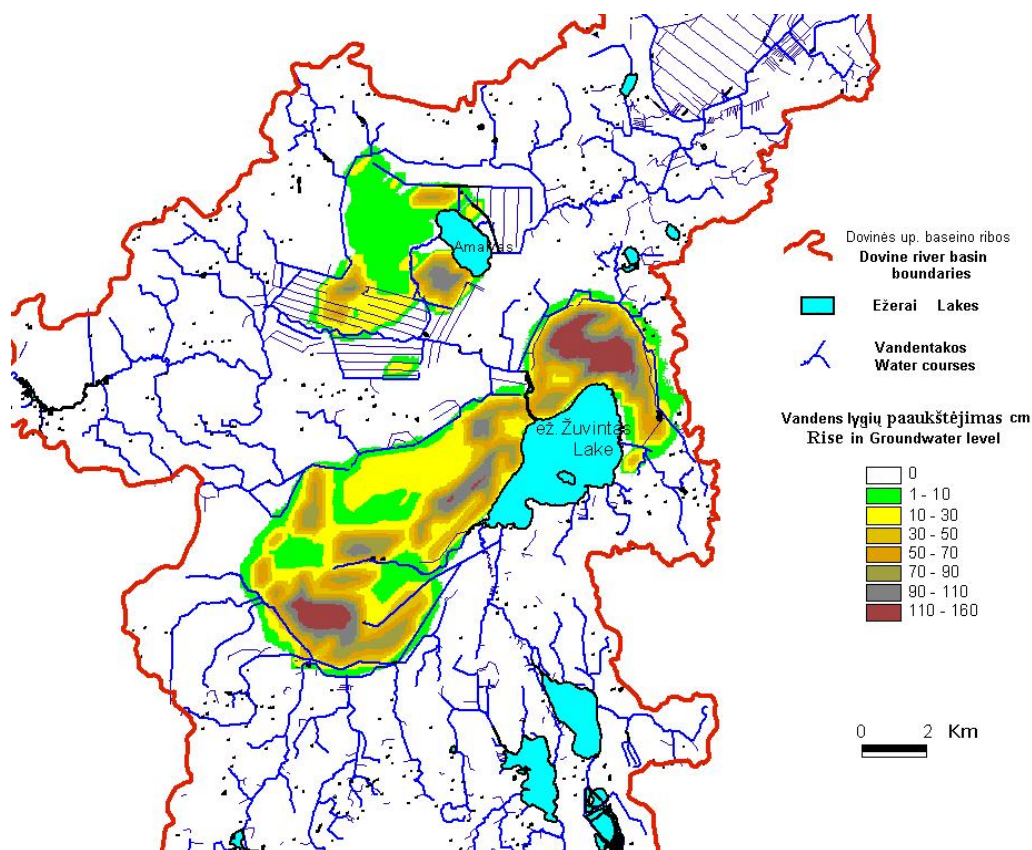 Amalvas
ež. Žuvintas
Lake
Dovinės up. baseino ribos
Dovine river basin
boundaries
Ežerai Lakes
Vandentakos
Water courses
Vandens lygių paaukštėjimas cm
Rise in Groundwater level
0
1 - 10
10 - 30
30 - 50
50 - 70
70 - 90
90 - 110
110 - 160
0 2 Km